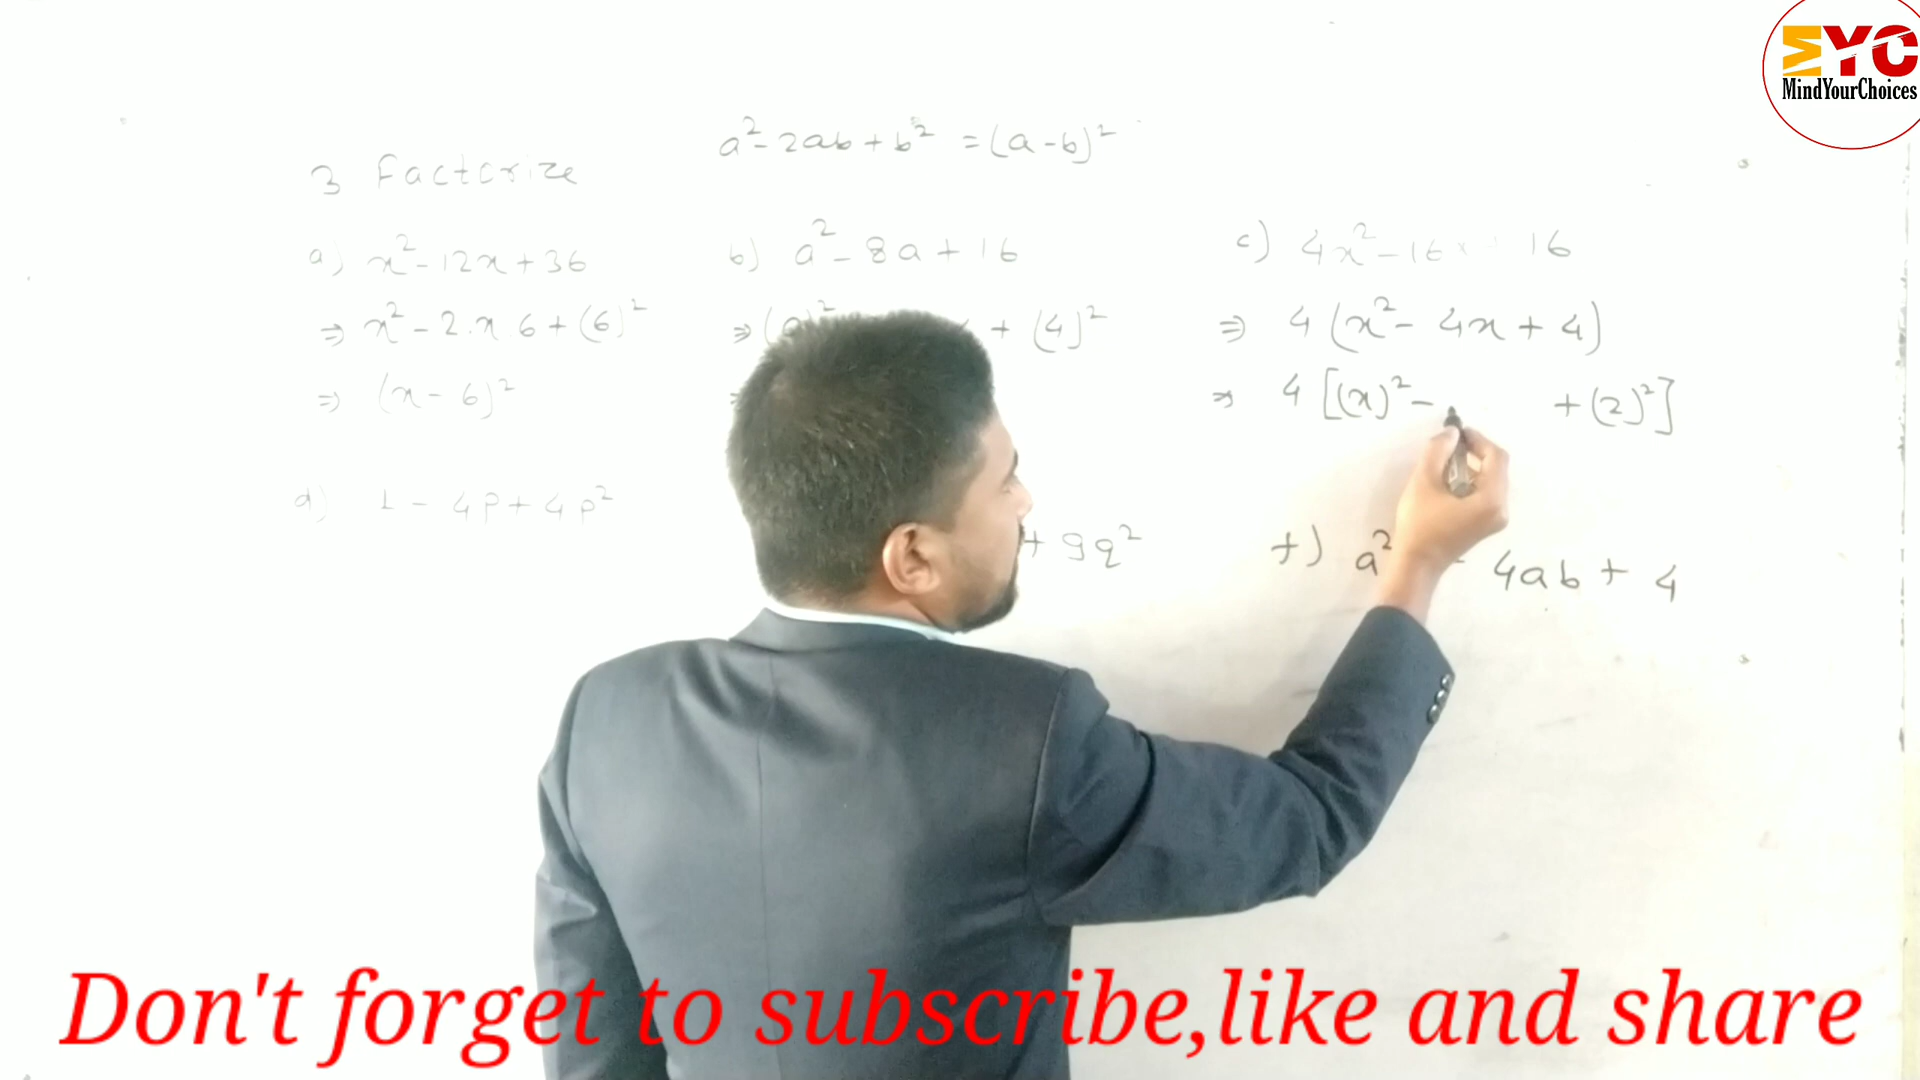 MYC
MindYourChoices
a² - 2ab + b² = (a - b)²
3 Factorize
a) x² - 12x + 36
⇒ x² - 2.x 6 + (6)²
⇒ (x - 6)²
b) a² - 8a + 16
⇒ (a)² + (4)²
c) 4x² - 16x 16
⇒ 4(x² - 4x + 4)
⇒ 4[(x)² - + (2)²]
d) 1 - 4p + 4p²
+ 9q²
f) a² - 4ab + 4
Don't forget to subscribe,like and share